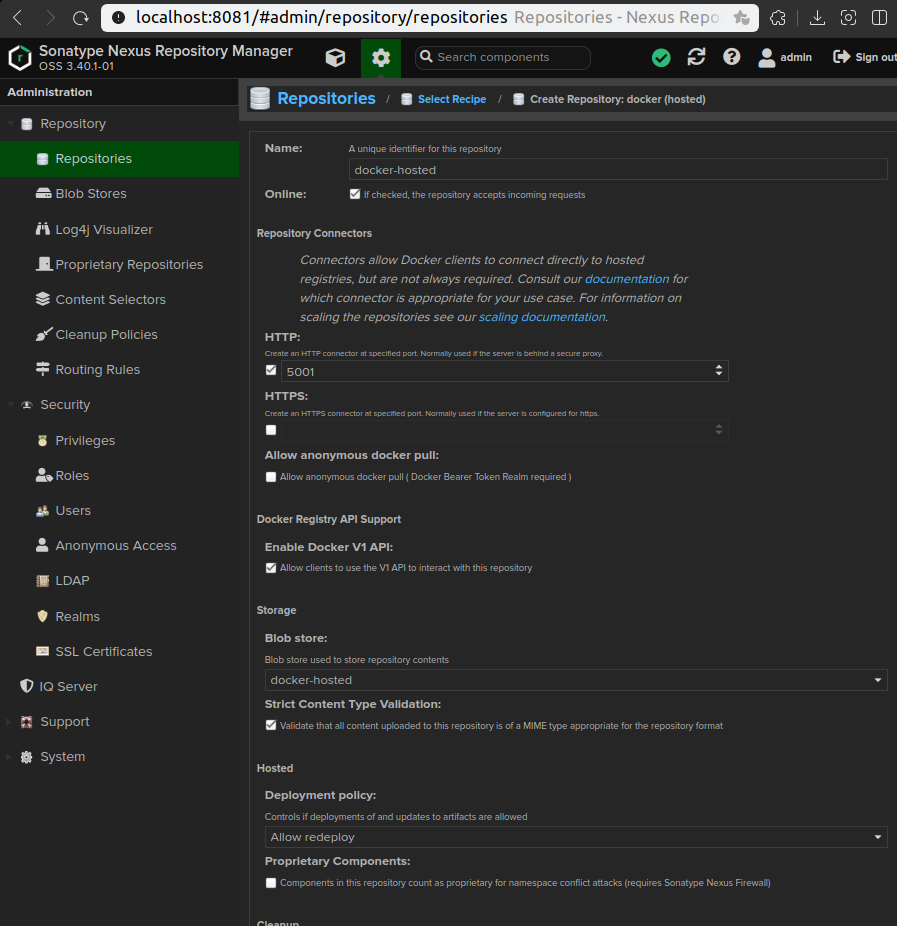 localhost:8081/#admin/repository/repositories Repositories - Nexus Repo
Sonatype Nexus Repository Manager
OSS 3.40.1-01
Search components
admin
Sign out
Administration
Repositories / Select Recipe / Create Repository: docker (hosted)
Repository
Repositories
Blob Stores
Log4j Visualizer
Proprietary Repositories
Content Selectors
Cleanup Policies
Routing Rules
Security
Privileges
Roles
Users
Anonymous Access
LDAP
Realms
SSL Certificates
IQ Server
Support
System
Name: A unique identifier for this repository
docker-hosted
Online: If checked, the repository accepts incoming requests
Repository Connectors
Connectors allow Docker clients to connect directly to hosted
registries, but are not always required. Consult our documentation for
which connector is appropriate for your use case. For information on
scaling the repositories see our scaling documentation.
HTTP:
Create an HTTP connector at specified port. Normally used if the server is behind a secure proxy.
5001
HTTPS:
Create an HTTPS connector at specified port. Normally used if the server is configured for https.
Allow anonymous docker pull:
Allow anonymous docker pull ( Docker Bearer Token Realm required )
Docker Registry API Support
Enable Docker V1 API:
Allow clients to use the V1 API to interact with this repository
Storage
Blob store:
Blob store used to store repository contents
docker-hosted
Strict Content Type Validation:
Validate that all content uploaded to this repository is of a MIME type appropriate for the repository format
Hosted
Deployment policy:
Controls if deployments of and updates to artifacts are allowed
Allow redeploy
Proprietary Components:
Components in this repository count as proprietary for namespace conflict attacks (requires Sonatype Nexus Firewall)
Cleanup